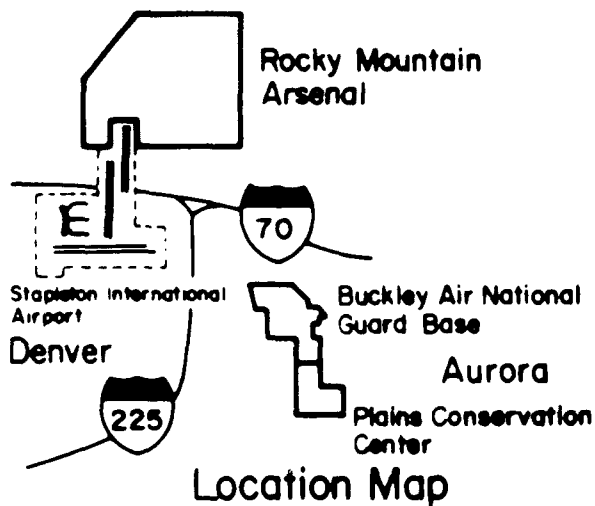 Rocky Mountain
Arsenal
70
Stapleton International
Airport
Buckley Air National
Guard Base
Denver
Aurora
225
Plains Conservation
Center
Location Map